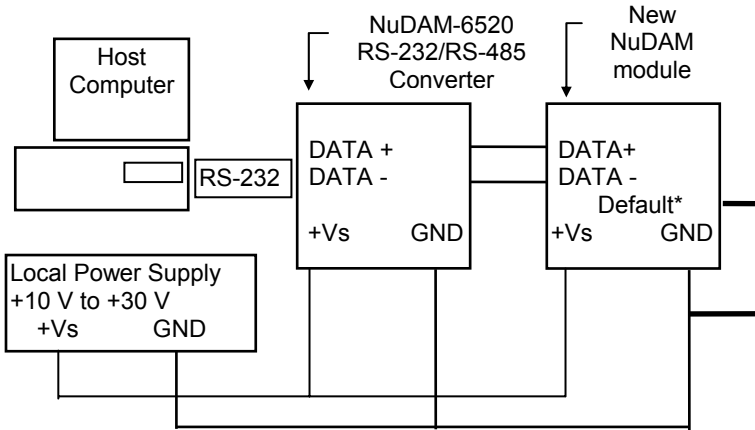 Host
Computer
NuDAM-6520
RS-232/RS-485
Converter
New
NuDAM
module
RS-232
DATA +
DATA -
+Vs GND
DATA+
DATA -
Default*
+Vs GND
Local Power Supply
+10 V to +30 V
+Vs GND